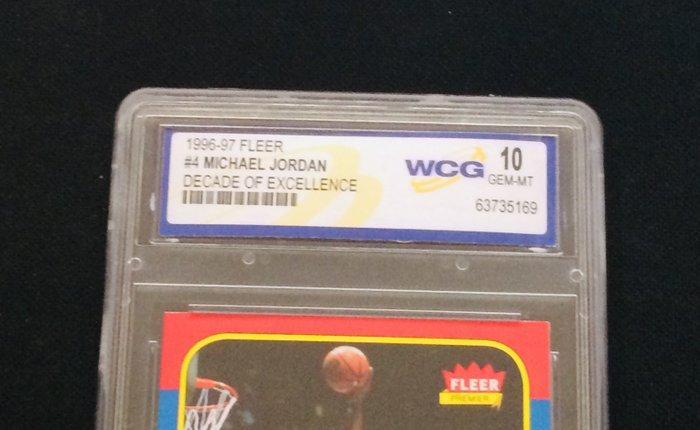 1996-97 FLEER
#4 MICHAEL JORDAN
DECADE OF EXCELLENCE
WCG 10
GEM-MT
63735169
FLEER
PREMIER